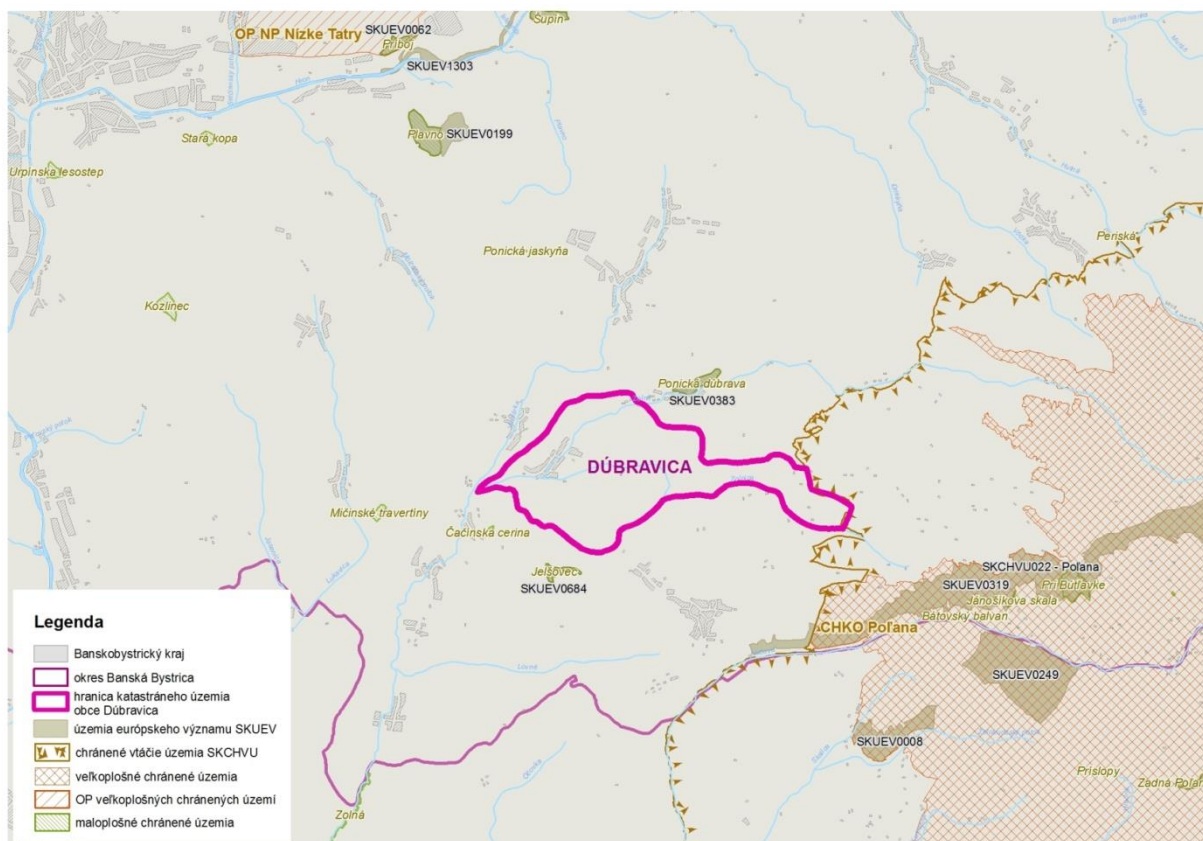 Šupín
OP NP Nízke Tatry
SKUEV0062
Príboj
SKUEV1303
Hron
Plavno SKUEV0199
Stará kopa
Urpínska lesostep
Ponická jaskyňa
Periská
Kozlinec
Ponická dúbrava
SKUEV0383
DÚBRAVICA
Mičinské travertíny
Čačínska cerina
Jelšovec
SKUEV0684
SKCHVU022 - Poľana
SKUEV0319
Pri Bútľavke
Jánošíkova skala
Bátovský balvan
CHKO Poľana
SKUEV0249
SKUEV0008
Príslopy
Zadná Poľana
Zolná
Legenda
Banskobystrický kraj
okres Banská Bystrica
hranica katastráneho územia
obce Dúbravica
územia európskeho významu SKUEV
chránené vtáčie územia SKCHVU
veľkoplošné chránené územia
OP veľkoplošných chránených území
maloplošné chránené územia